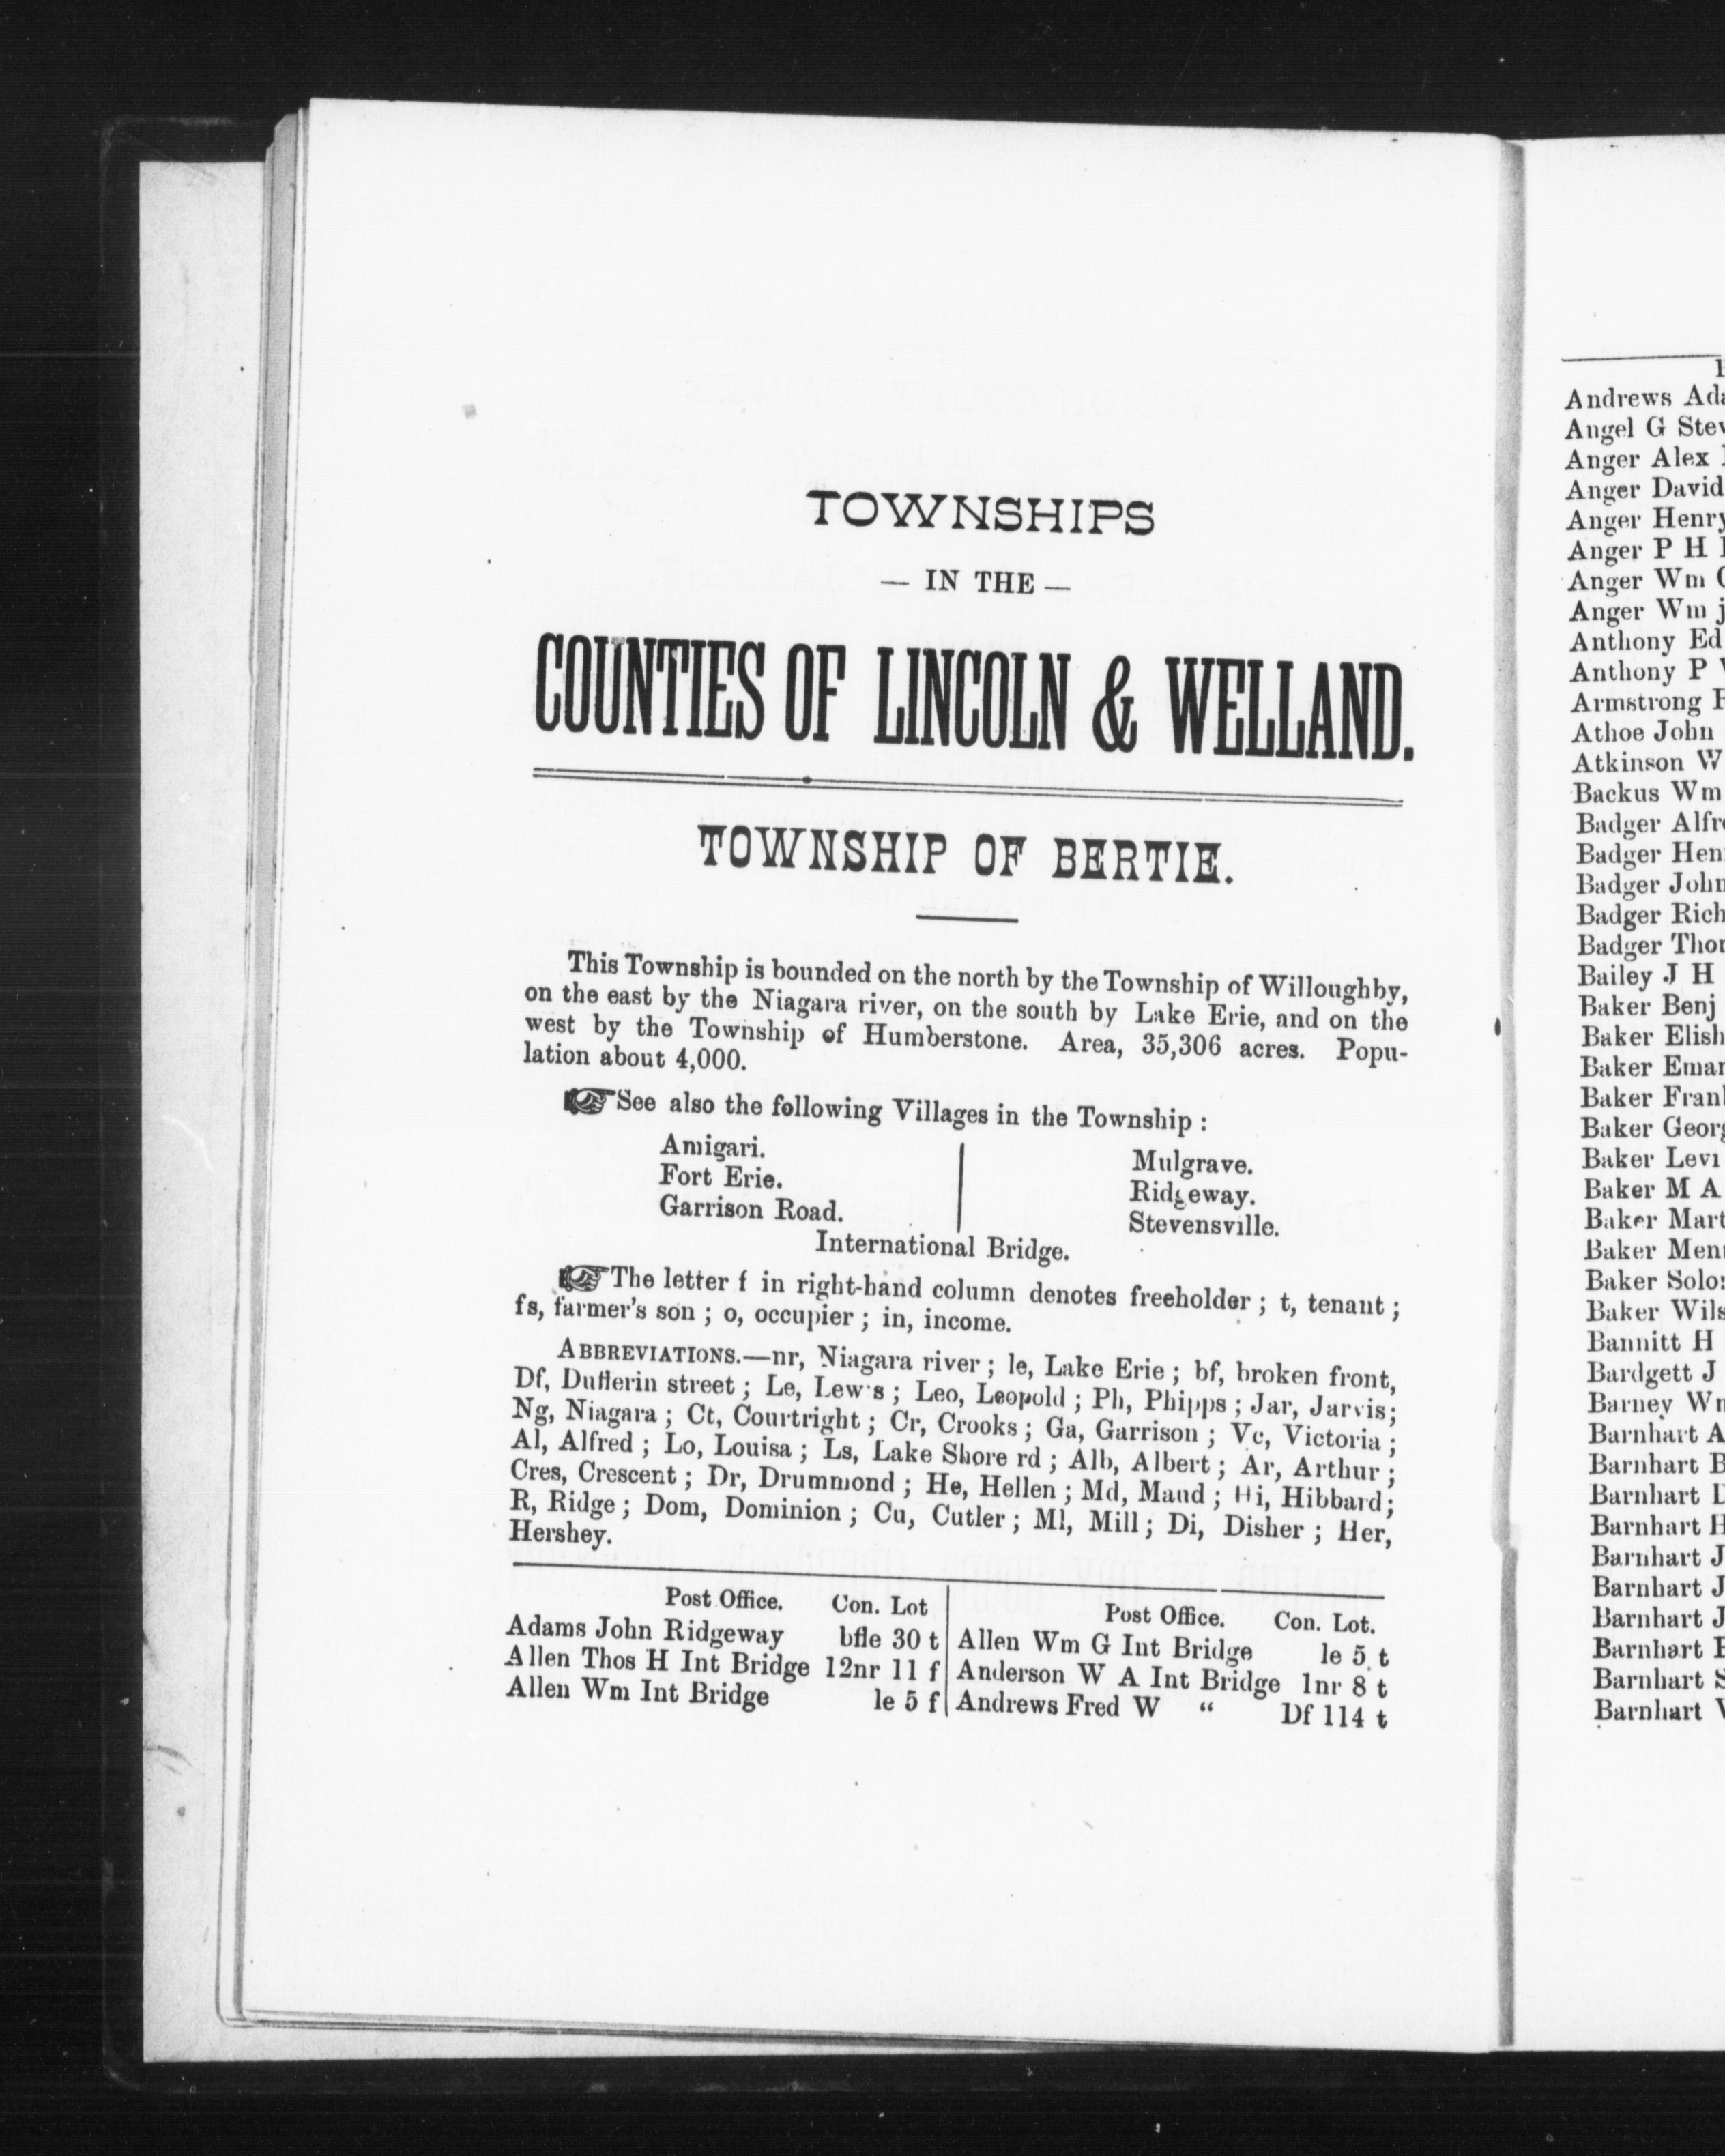 TOWNSHIPS
— IN THE —
COUNTIES OF LINCOLN & WELLAND.
TOWNSHIP OF BERTIE.
This Township is bounded on the north by the Township of Willoughby,
on the east by the Niagara river, on the south by Lake Erie, and on the
west by the Township of Humberstone. Area, 35,306 acres. Popu-
lation about 4,000.
☞ See also the following Villages in the Township :
Amigari.
Fort Erie.
Garrison Road.
Mulgrave.
Ridgeway.
Stevensville.
International Bridge.
☞ The letter f in right-hand column denotes freeholder ; t, tenant ;
fs, farmer's son ; o, occupier ; in, income.
ABBREVIATIONS.—nr, Niagara river ; le, Lake Erie ; bf, broken front,
Df, Dufferin street ; Le, Lewis ; Leo, Leopold ; Ph, Phipps ; Jar, Jarvis;
Ng, Niagara ; Ct, Courtright ; Cr, Crooks ; Ga, Garrison ; Vc, Victoria ;
Al, Alfred ; Lo, Louisa ; Ls, Lake Shore rd ; Alb, Albert ; Ar, Arthur ;
Cres, Crescent ; Dr, Drummond ; He, Hellen ; Md, Maud ; Hi, Hibbard;
R, Ridge ; Dom, Dominion ; Cu, Cutler ; Ml, Mill ; Di, Disher ; Her,
Hershey.
Post Office. Con. Lot
Adams John Ridgeway bfle 30 t
Allen Thos H Int Bridge 12nr 11 f
Allen Wm Int Bridge le 5 f
Post Office. Con. Lot.
Allen Wm G Int Bridge le 5 t
Anderson W A Int Bridge 1nr 8 t
Andrews Fred W " Df 114 t
Andrews
Angel G
Anger Alex
Anger David
Anger Henry
Anger P H
Anger Wm
Anger Wm
Anthony
Anthony P
Armstrong
Athoe John
Atkinson
Backus Wm
Badger
Badger
Badger
Badger
Badger
Bailey J H
Baker Benj
Baker
Baker
Baker
Baker
Baker Levi
Baker M A
Baker
Baker
Baker
Baker
Bannitt H
Bardgett J
Barney
Barnhart
Barnhart
Barnhart
Barnhart
Barnhart
Barnhart
Barnhart
Barnhart
Barnhart
Barnhart